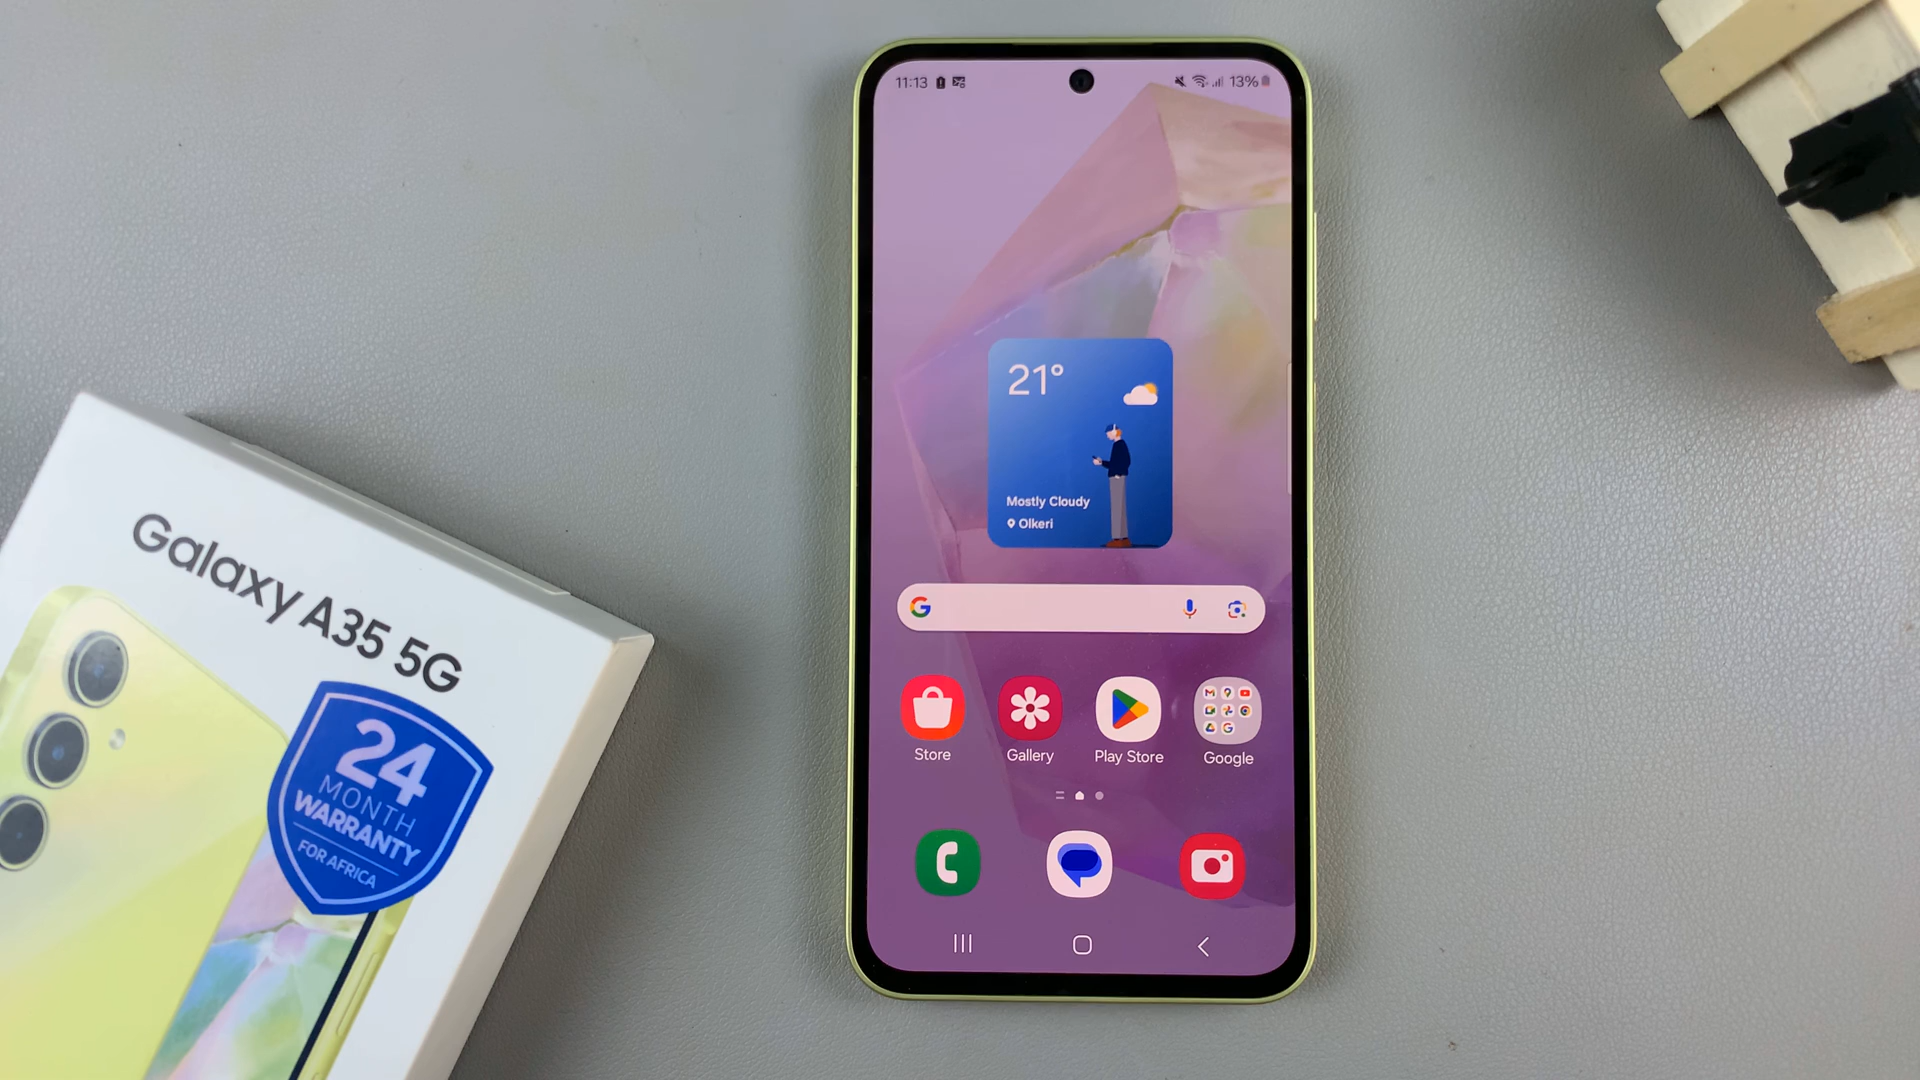 11:13
13%
21°
Mostly Cloudy
Olkeri
G
Store
Gallery
Play Store
Google
Galaxy A35 5G
24
MONTH
WARRANTY
FOR AFRICA